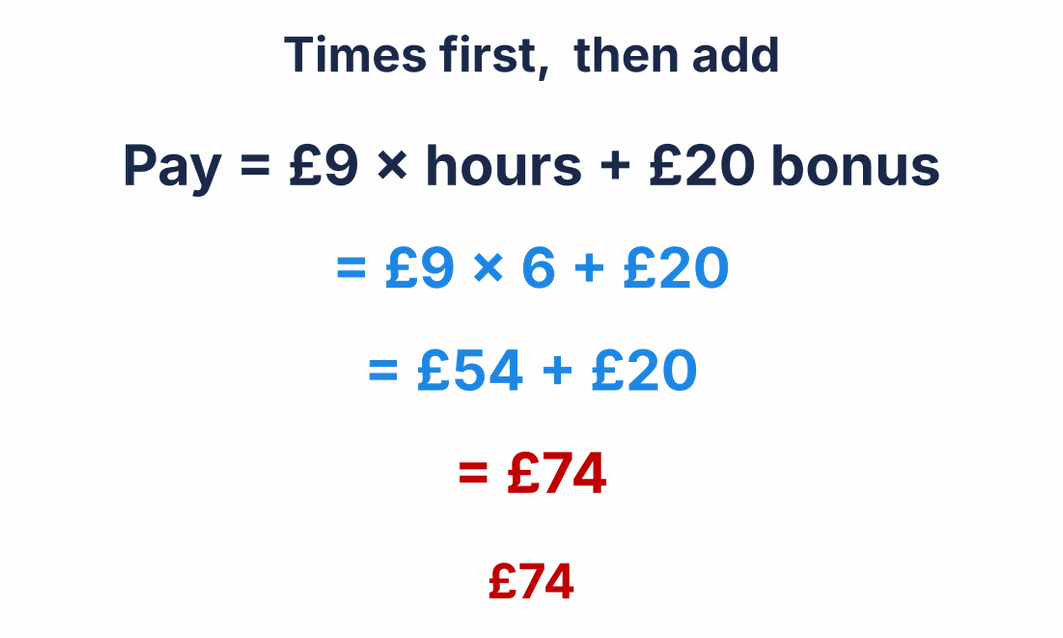 Times first, then add
Pay = £9 × hours + £20 bonus
= £9 × 6 + £20
= £54 + £20
= £74
£74